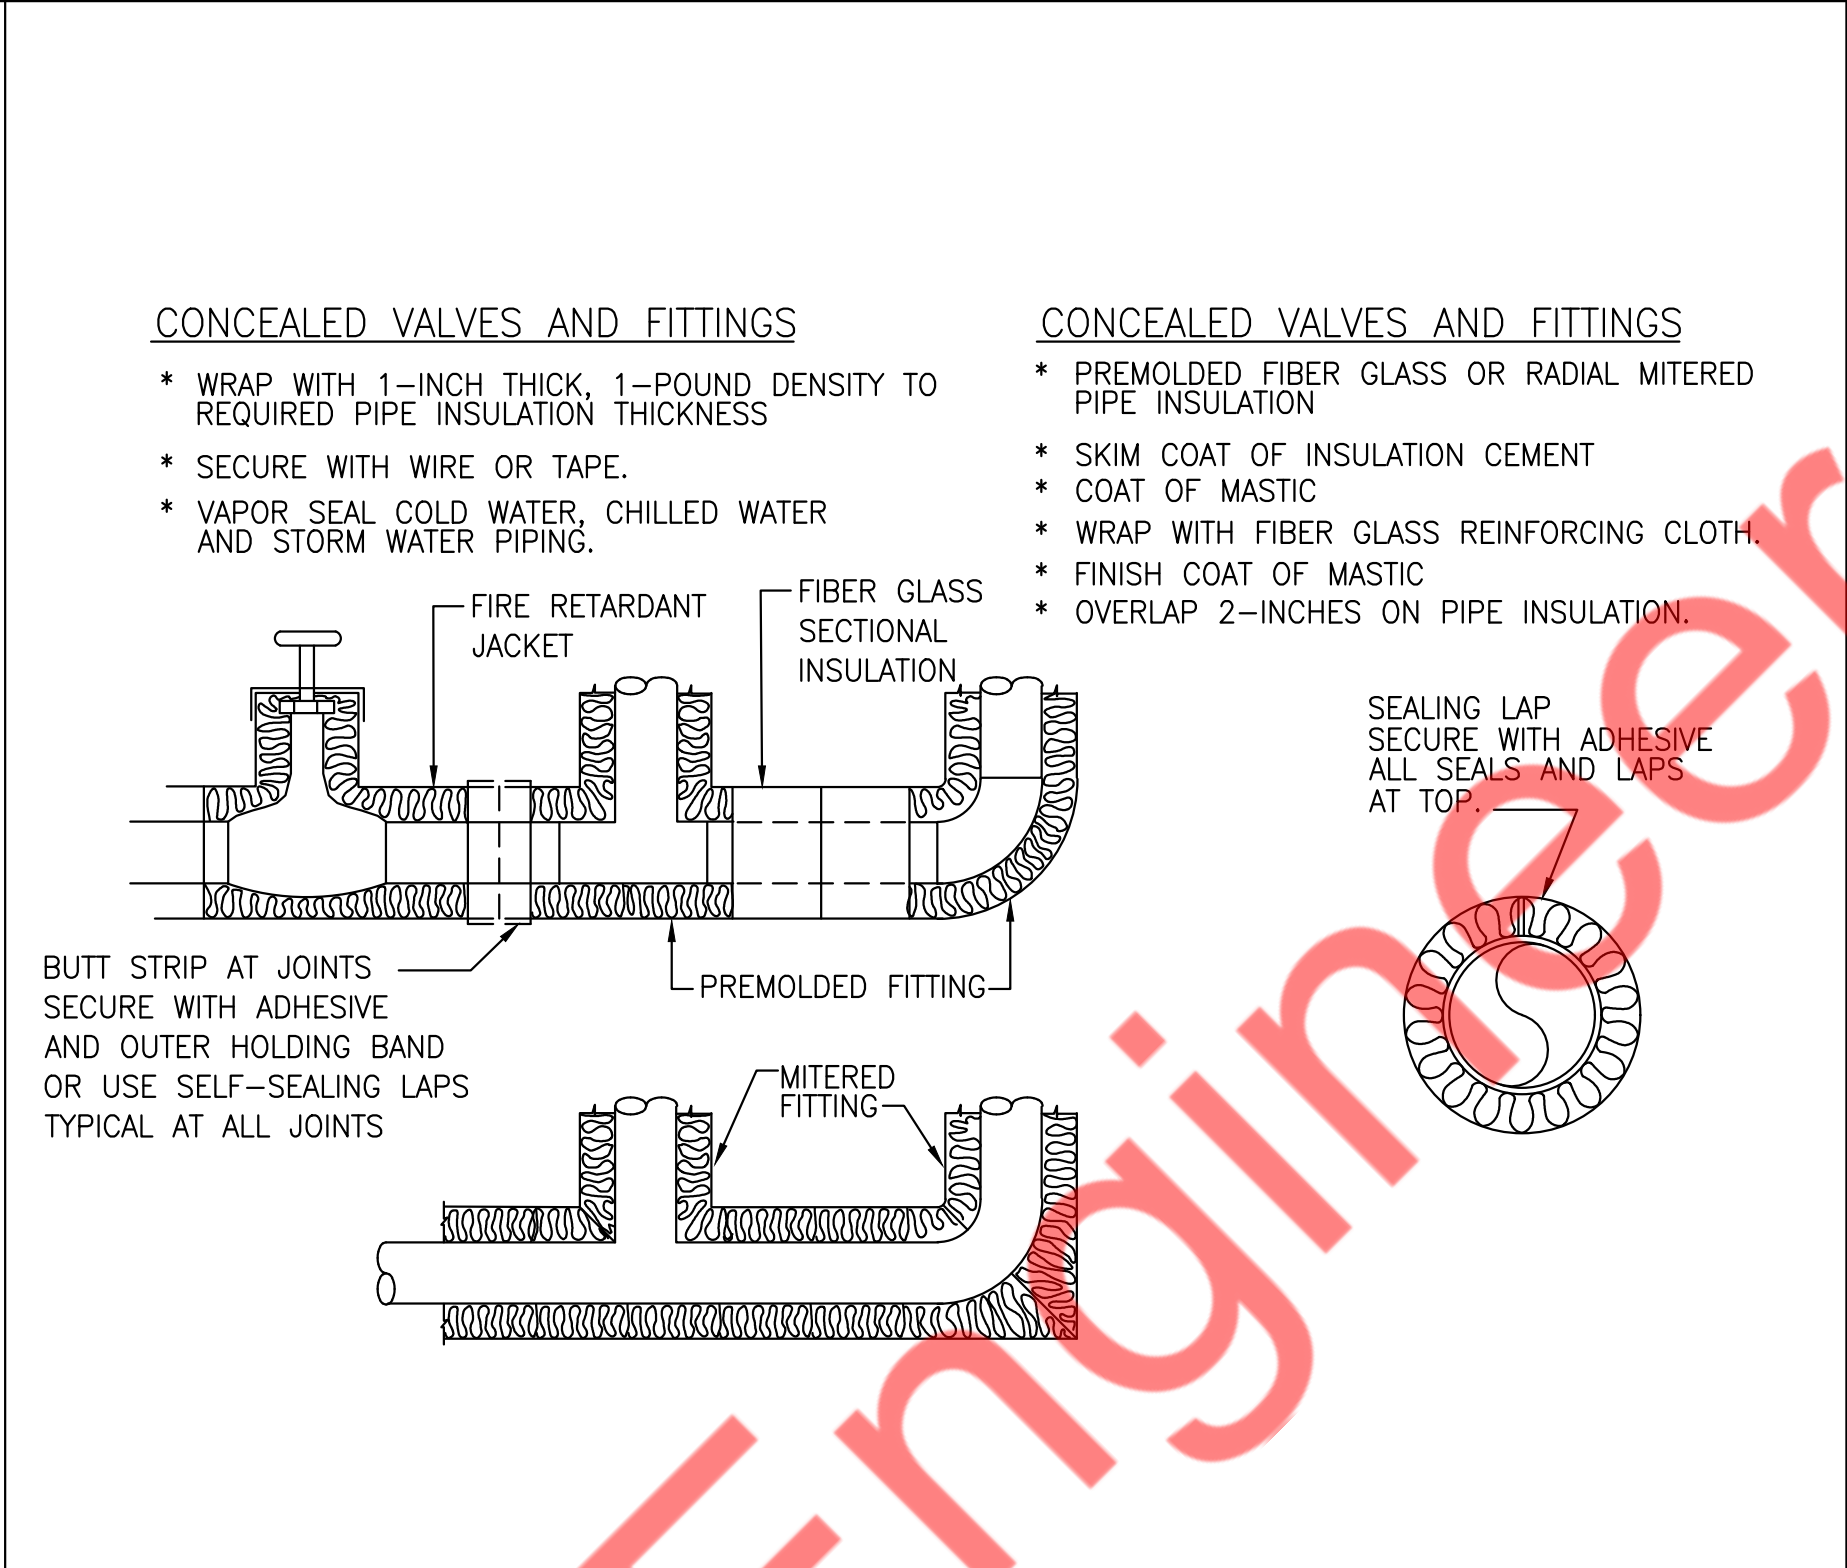 CONCEALED VALVES AND FITTINGS
* WRAP WITH 1-INCH THICK, 1-POUND DENSITY TO
REQUIRED PIPE INSULATION THICKNESS
* SECURE WITH WIRE OR TAPE.
* VAPOR SEAL COLD WATER, CHILLED WATER
AND STORM WATER PIPING.
CONCEALED VALVES AND FITTINGS
* PREMOLDED FIBER GLASS OR RADIAL MITERED
PIPE INSULATION
* SKIM COAT OF INSULATION CEMENT
* COAT OF MASTIC
* WRAP WITH FIBER GLASS REINFORCING CLOTH.
* FINISH COAT OF MASTIC
* OVERLAP 2-INCHES ON PIPE INSULATION.
FIRE RETARDANT
JACKET
FIBER GLASS
SECTIONAL
INSULATION
SEALING LAP
SECURE WITH ADHESIVE
ALL SEALS AND LAPS
AT TOP.
BUTT STRIP AT JOINTS
SECURE WITH ADHESIVE
AND OUTER HOLDING BAND
OR USE SELF-SEALING LAPS
TYPICAL AT ALL JOINTS
PREMOLDED FITTING
MITERED
FITTING
Engineer